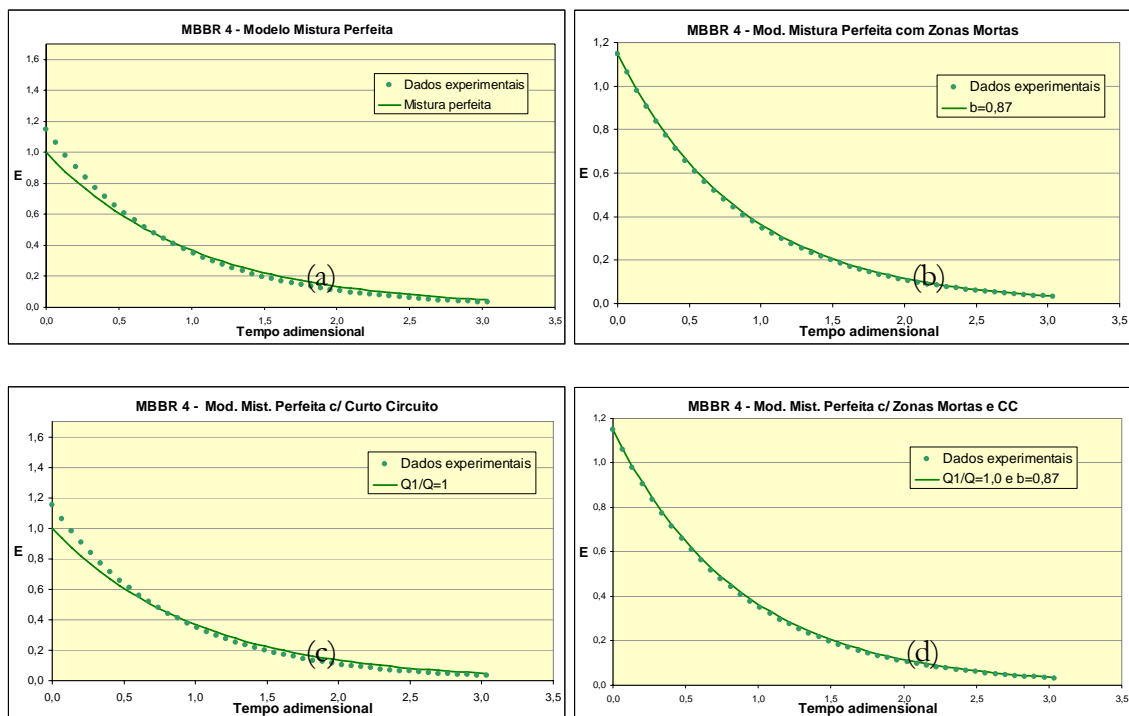 MBBR 4 - Modelo Mistura Perfeita
1,6
1,4
1,2
1,0
0,8
0,6
0,4
0,2
0,0
E
Dados experimentais
Mistura perfeita
(a)
0,0 0,5 1,0 1,5 2,0 2,5 3,0 3,5
Tempo adimensional
MBBR 4 - Mod. Mistura Perfeita com Zonas Mortas
1,2
1,0
0,8
0,6
0,4
0,2
0,0
E
Dados experimentais
b=0,87
(b)
0,0 0,5 1,0 1,5 2,0 2,5 3,0 3,5
Tempo adimensional
MBBR 4 - Mod. Mist. Perfeita c/ Curto Circuito
1,6
1,4
1,2
1,0
0,8
0,6
0,4
0,2
0,0
E
Dados experimentais
Q1/Q=1
(c)
0,0 0,5 1,0 1,5 2,0 2,5 3,0 3,5
Tempo adimensional
MBBR 4 - Mod. Mist. Perfeita c/ Zonas Mortas e CC
1,2
1,0
0,8
0,6
0,4
0,2
0,0
E
Dados experimentais
Q1/Q=1,0 e b=0,87
(d)
0,0 0,5 1,0 1,5 2,0 2,5 3,0 3,5
Tempo adimensional